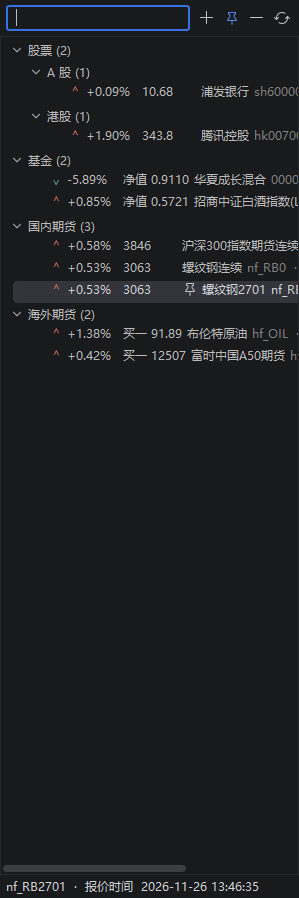 股票 (2)
A 股 (1)
+0.09% 10.68 浦发银行 sh60000
港股 (1)
+1.90% 343.8 腾讯控股 hk0070
基金 (2)
-5.89% 净值 0.9110 华夏成长混合 0000
+0.85% 净值 0.5721 招商中证白酒指数(L
国内期货 (3)
+0.58% 3846 沪深300指数期货连续
+0.53% 3063 螺纹钢连续 nf_RB0 ·
+0.53% 3063 螺纹钢2701 nf_RB
海外期货 (2)
+1.38% 买一 91.89 布伦特原油 hf_OIL ·
+0.42% 买一 12507 富时中国A50期货 h
nf_RB2701 · 报价时间 2026-11-26 13:46:35